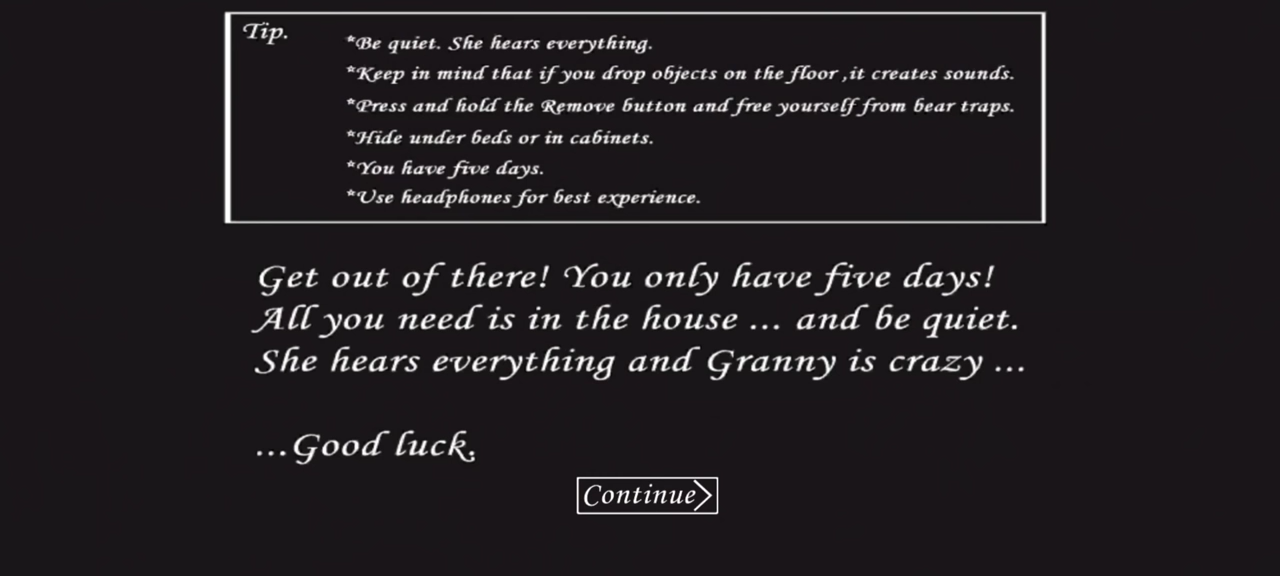 Tip.
*Be quiet. She hears everything.
*Keep in mind that if you drop objects on the floor ,it creates sounds.
*Press and hold the Remove button and free yourself from bear traps.
*Hide under beds or in cabinets.
*You have five days.
*Use headphones for best experience.
Get out of there! You only have five days!
All you need is in the house ... and be quiet.
She hears everything and Granny is crazy ...
...Good luck.
Continue